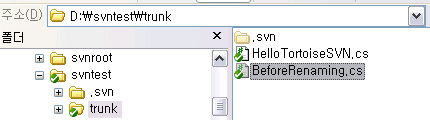 주소(D) D:₩svntest₩trunk
폴더
svnroot
svntest
.svn
trunk
.svn
HelloTortoiseSVN.cs
BeforeRenaming.cs